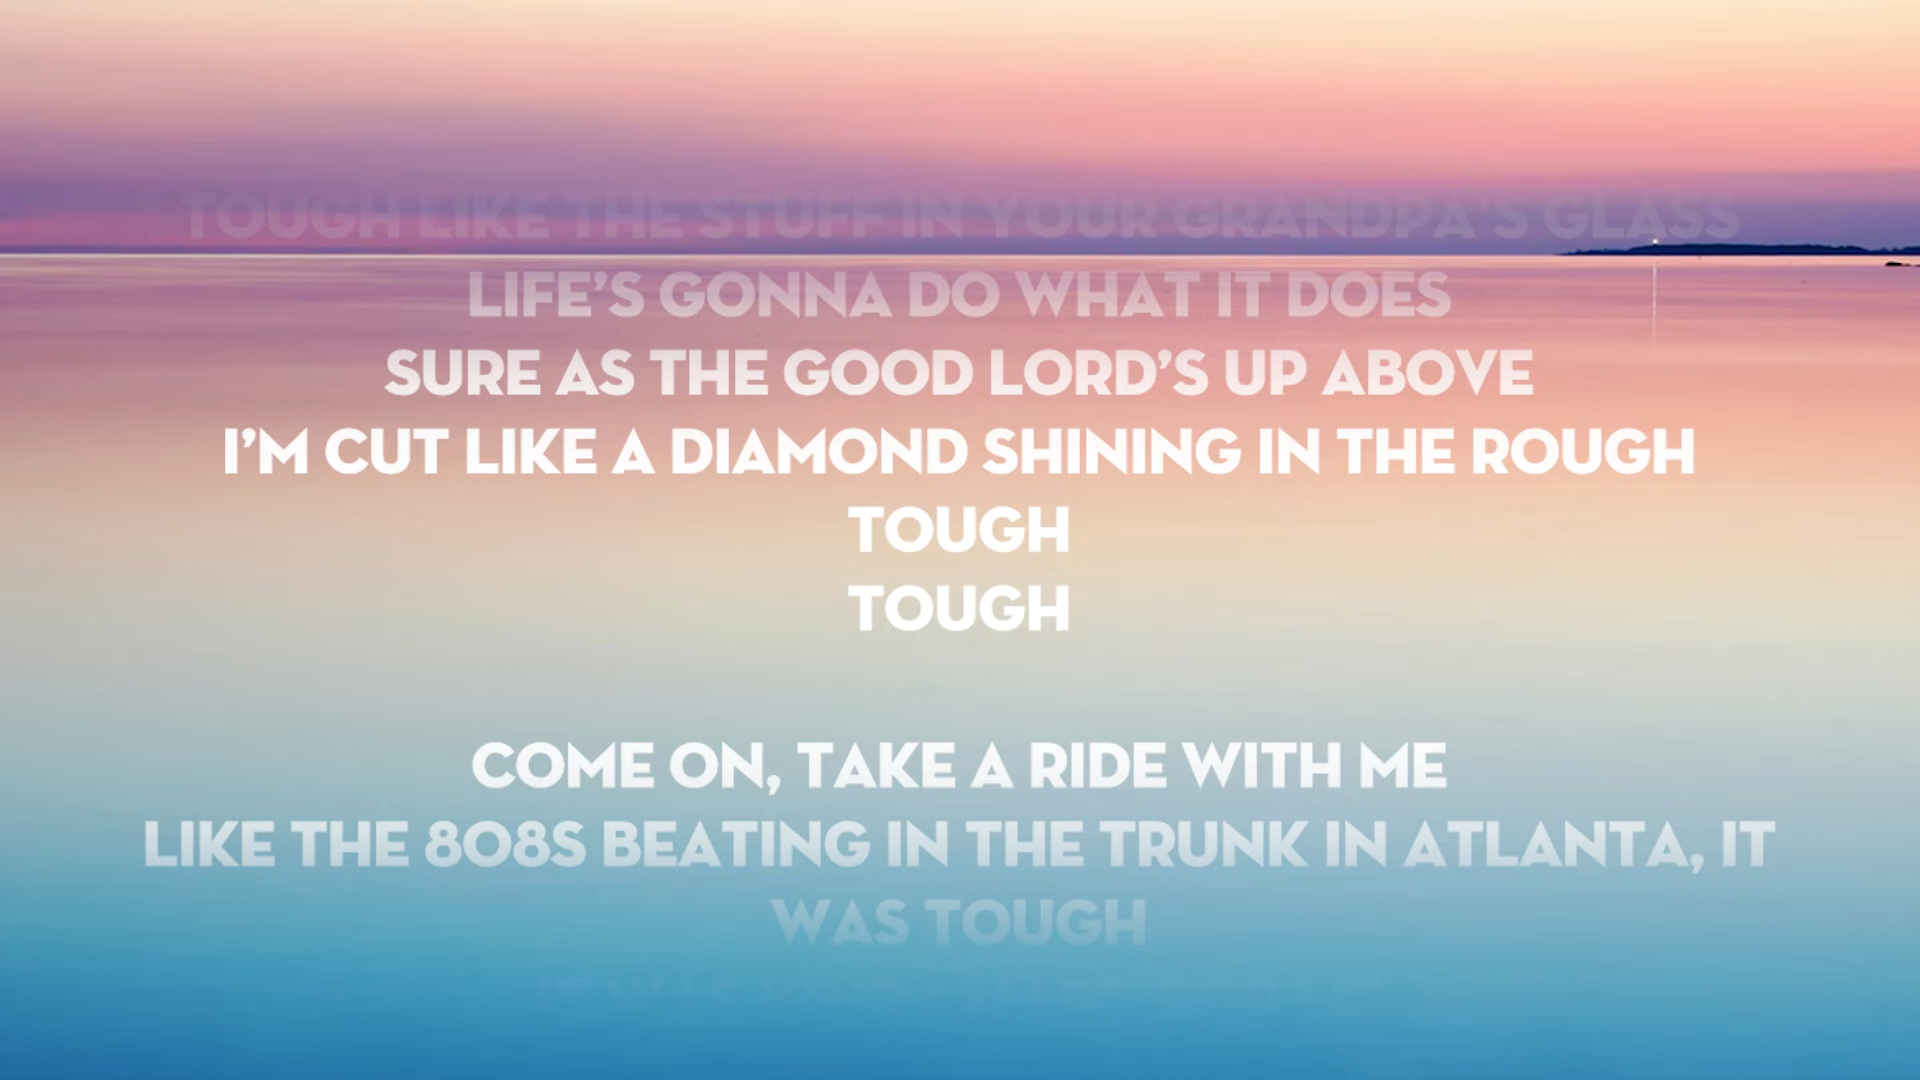 TOUGH LIKE THE STUFF IN YOUR GRANDPA'S GLASS
LIFE'S GONNA DO WHAT IT DOES
SURE AS THE GOOD LORD'S UP ABOVE
I'M CUT LIKE A DIAMOND SHINING IN THE ROUGH
TOUGH
TOUGH
COME ON, TAKE A RIDE WITH ME
LIKE THE 808S BEATING IN THE TRUNK IN ATLANTA, IT
WAS TOUGH